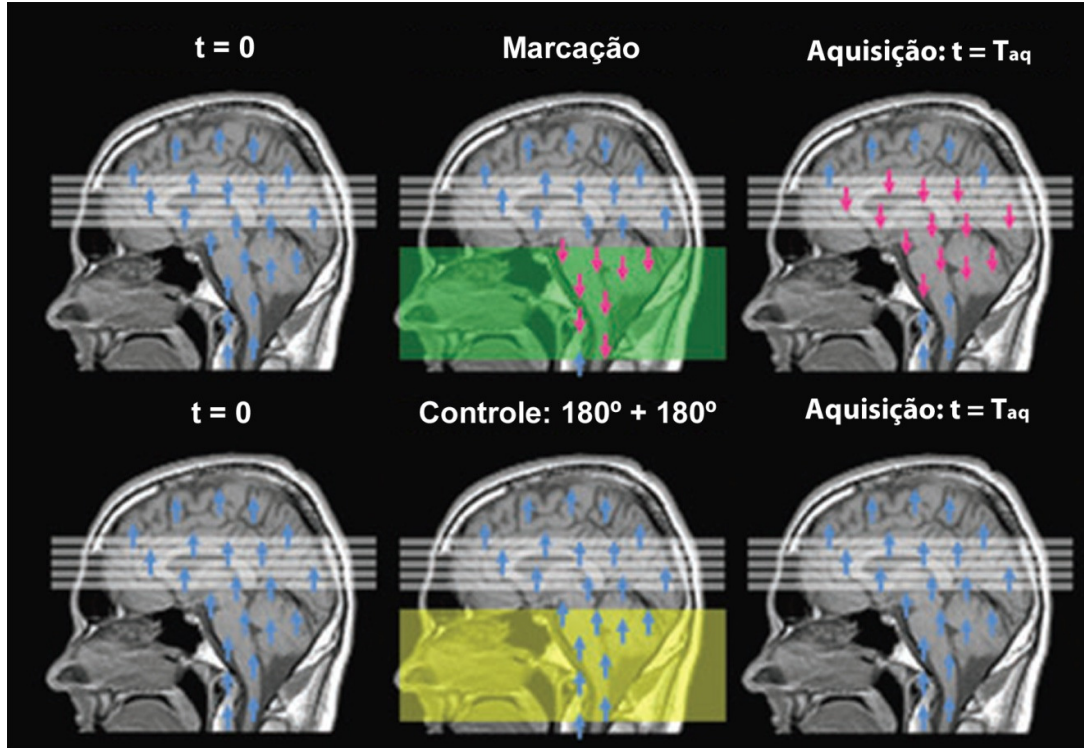 t = 0
Marcação
Aquisição: t = Taq
t = 0
Controle: 180º + 180º
Aquisição: t = Taq